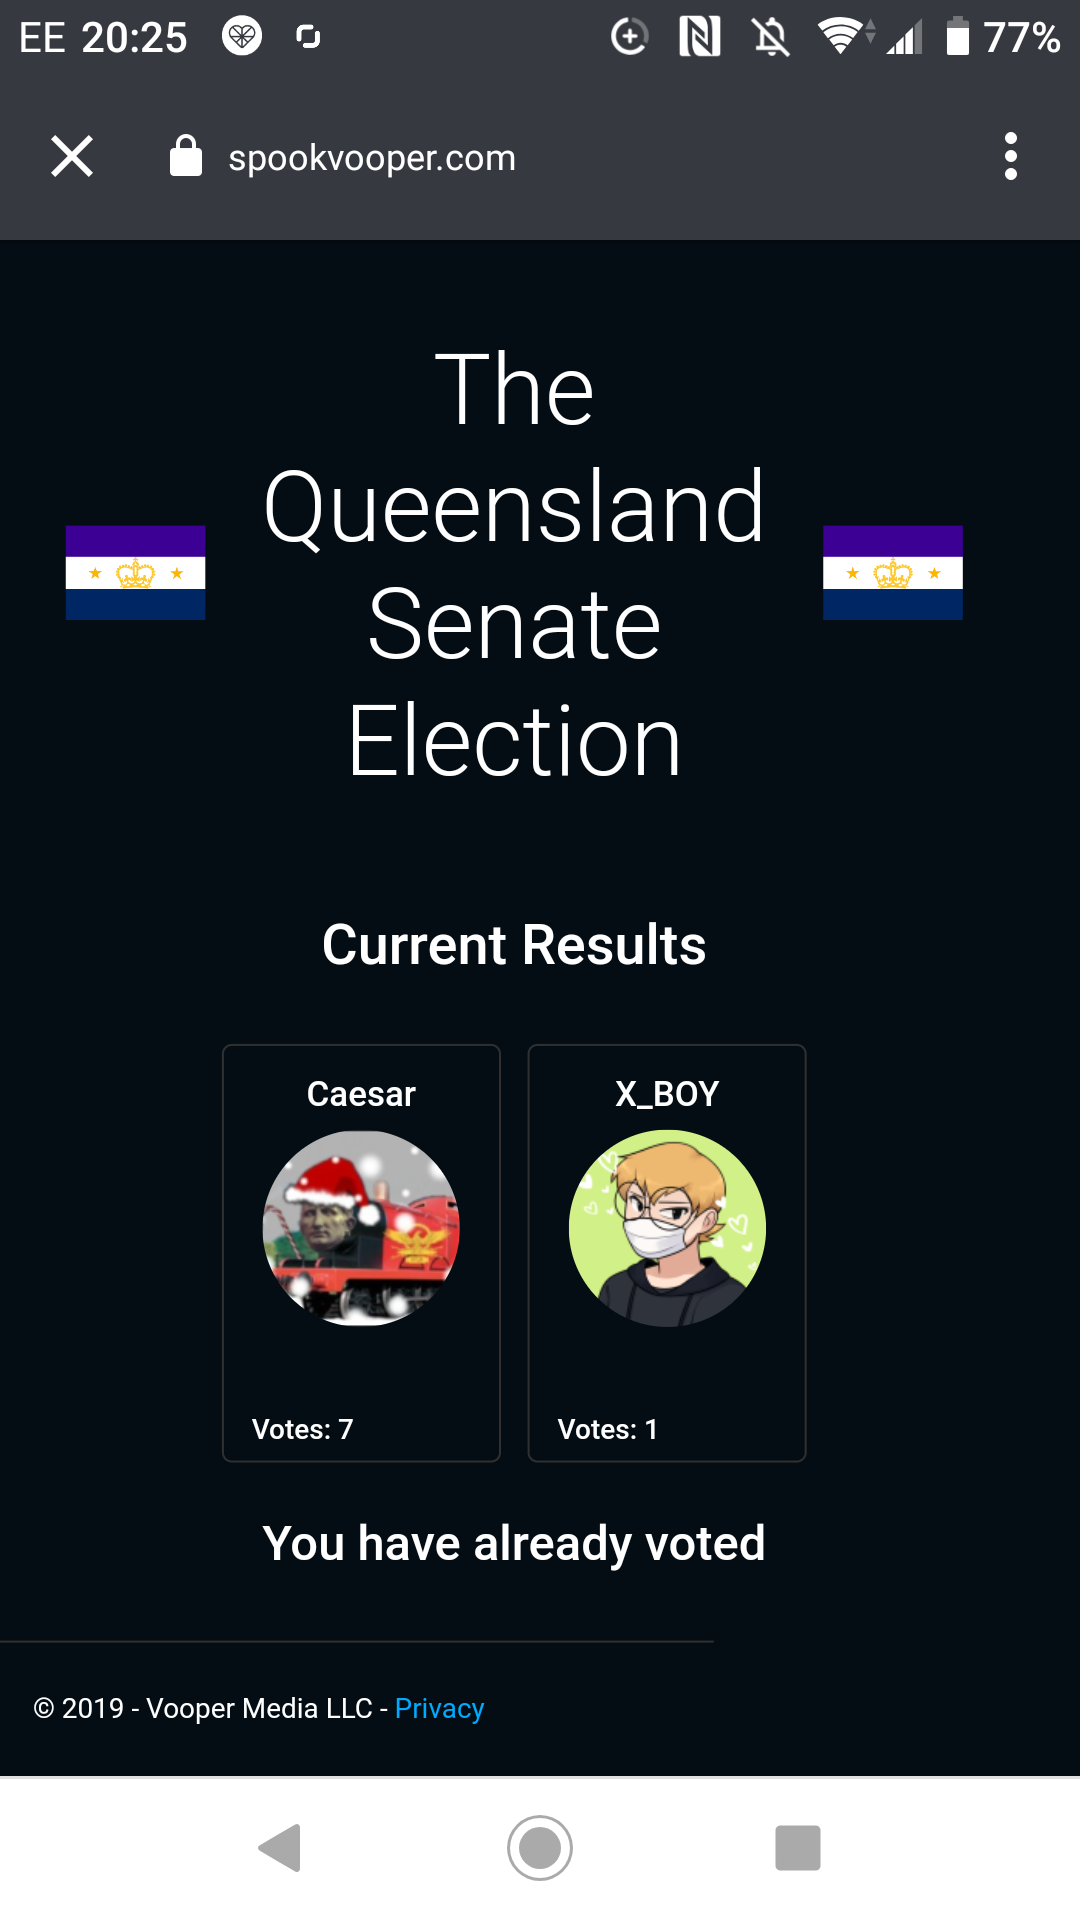 EE 20:25 77%
spookvooper.com
The
Queensland
Senate
Election
Current Results
Caesar X_BOY
Votes: 7 Votes: 1
You have already voted
© 2019 - Vooper Media LLC - Privacy